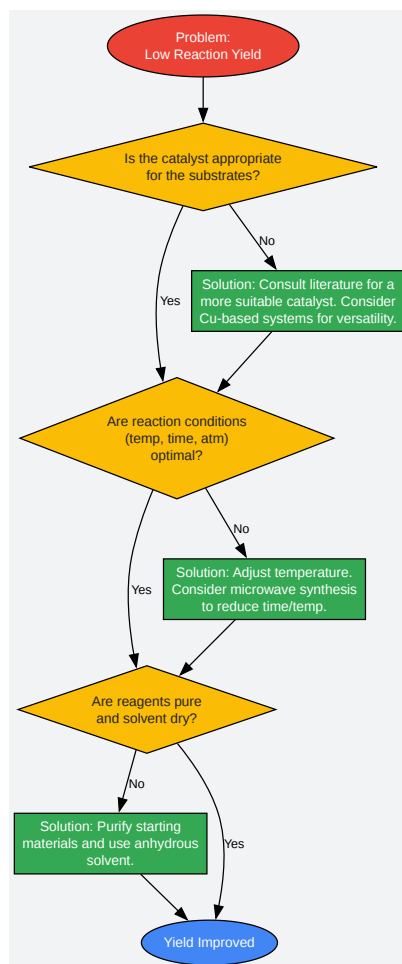 Problem:
Low Reaction Yield
Is the catalyst appropriate
for the substrates?
No
Solution: Consult literature for a
more suitable catalyst. Consider
Cu-based systems for versatility.
Yes
Are reaction conditions
(temp, time, atm)
optimal?
No
Solution: Adjust temperature.
Consider microwave synthesis
to reduce time/temp.
Yes
Are reagents pure
and solvent dry?
No
Solution: Purify starting
materials and use anhydrous
solvent.
Yes
Yield Improved